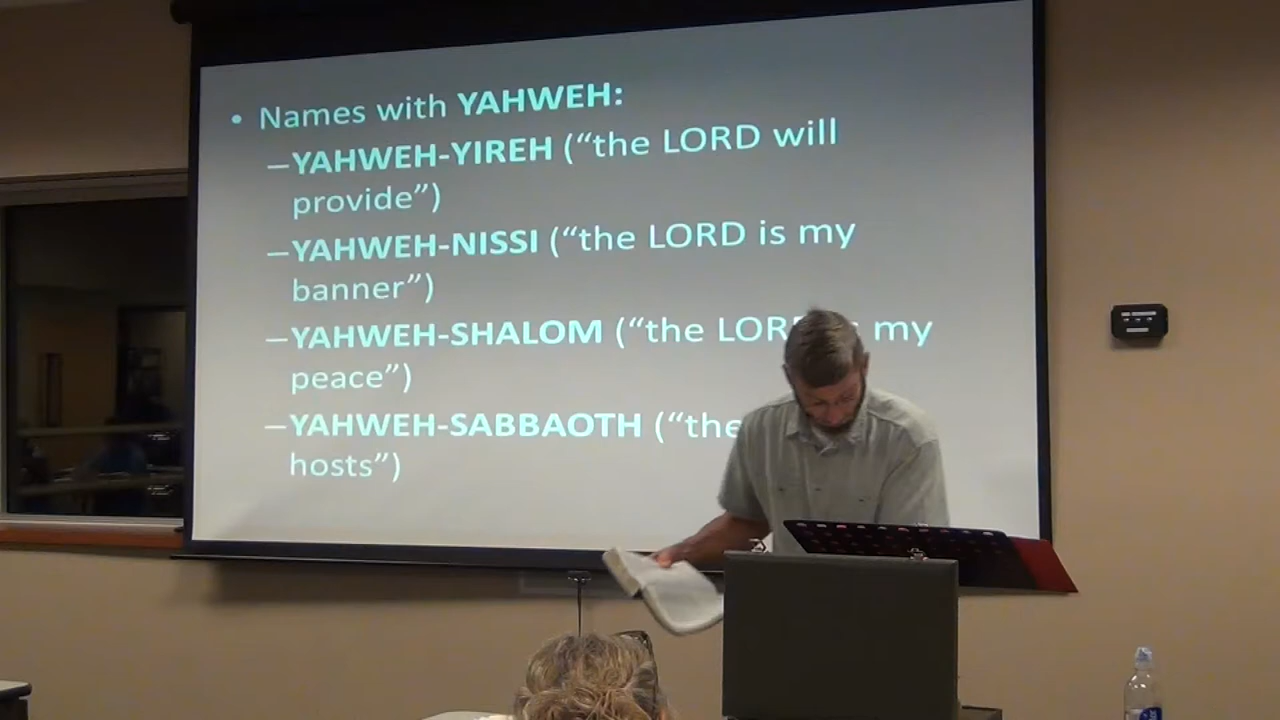 • Names with YAHWEH:
–YAHWEH-YIREH (“the LORD will
provide”)
–YAHWEH-NISSI (“the LORD is my
banner”)
–YAHWEH-SHALOM (“the LORD my
peace”)
–YAHWEH-SABBAOTH (“the
hosts”)